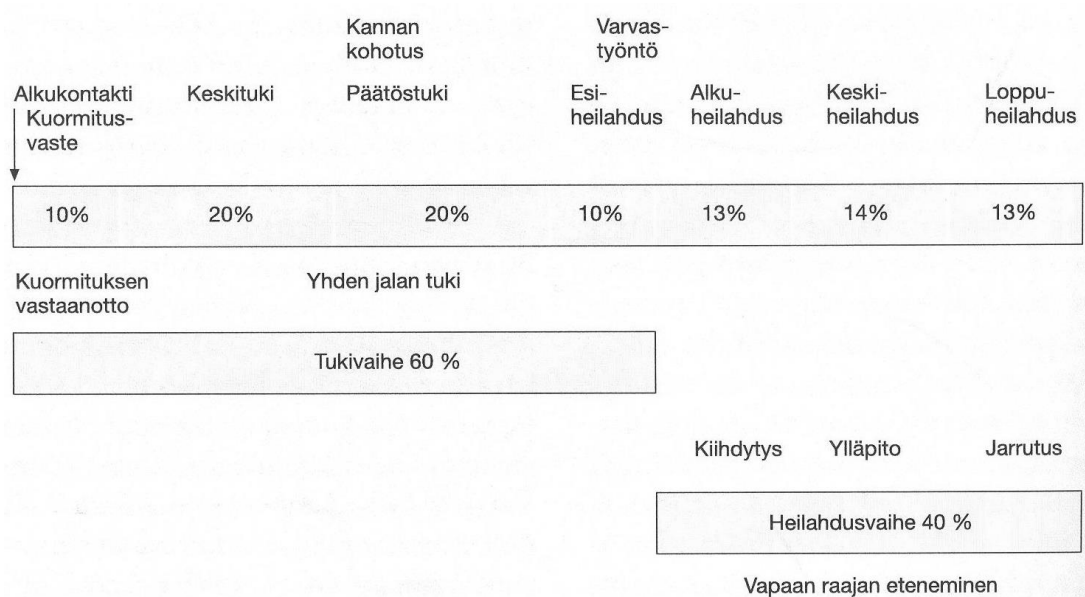 Kannan
kohotus
Varvas-
työntö
Alkukontakti
Kuormitus-
vaste
Keskituki
Päätöstuki
Esi-
heilahdus
Alku-
heilahdus
Keski-
heilahdus
Loppu-
heilahdus
10%
20%
20%
10%
13%
14%
13%
Kuormituksen
vastaanotto
Yhden jalan tuki
Tukivaihe 60 %
Kiihdytys
Ylläpito
Jarrutus
Heilahdusvaihe 40 %
Vapaan raajan eteneminen